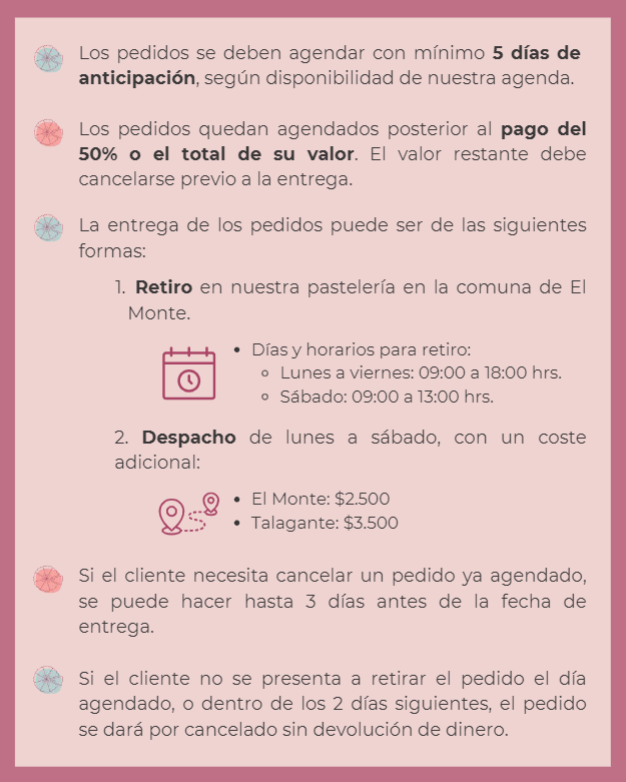 Los pedidos se deben agendar con mínimo 5 días de
anticipación, según disponibilidad de nuestra agenda.
Los pedidos quedan agendados posterior al pago del
50% o el total de su valor. El valor restante debe
cancelarse previo a la entrega.
La entrega de los pedidos puede ser de las siguientes
formas:
1. Retiro en nuestra pastelería en la comuna de El
Monte.
• Días y horarios para retiro:
◦ Lunes a viernes: 09:00 a 18:00 hrs.
◦ Sábado: 09:00 a 13:00 hrs.
2. Despacho de lunes a sábado, con un coste
adicional:
• El Monte: $2.500
• Talagante: $3.500
Si el cliente necesita cancelar un pedido ya agendado,
se puede hacer hasta 3 días antes de la fecha de
entrega.
Si el cliente no se presenta a retirar el pedido el día
agendado, o dentro de los 2 días siguientes, el pedido
se dará por cancelado sin devolución de dinero.